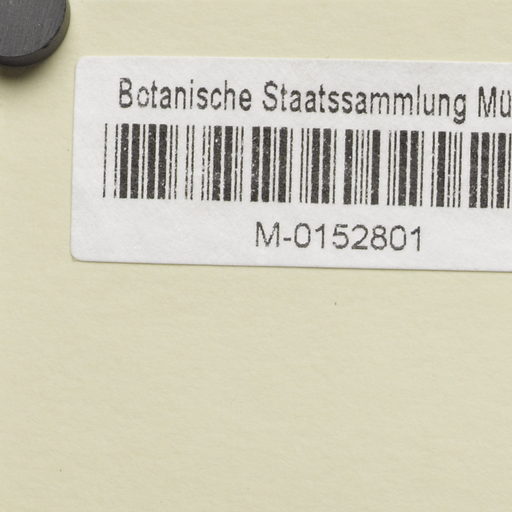 Botanische Staatssammlung Mü
M-0152801